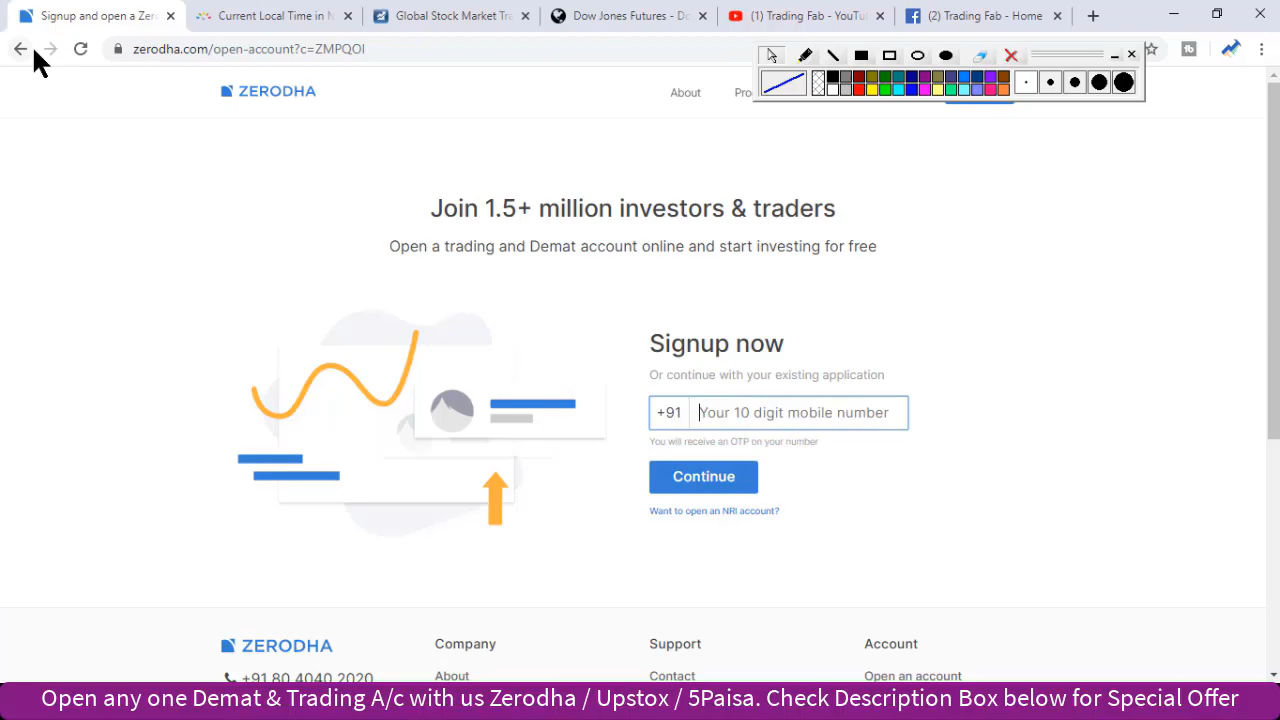 Signup and open a Zer
Current Local Time in N
Global Stock Market Tra
Dow Jones Futures - Do
(1) Trading Fab - YouTu
(2) Trading Fab - Home
zerodha.com/open-account?c=ZMPQOI
ZERODHA
About
Pro
Join 1.5+ million investors & traders
Open a trading and Demat account online and start investing for free
Signup now
Or continue with your existing application
+91
Your 10 digit mobile number
You will receive an OTP on your number
Continue
Want to open an NRI account?
ZERODHA
Company
Support
Account
+91 80 4040 2020
About
Contact
Open an account
Open any one Demat & Trading A/c with us Zerodha / Upstox / 5Paisa. Check Description Box below for Special Offer